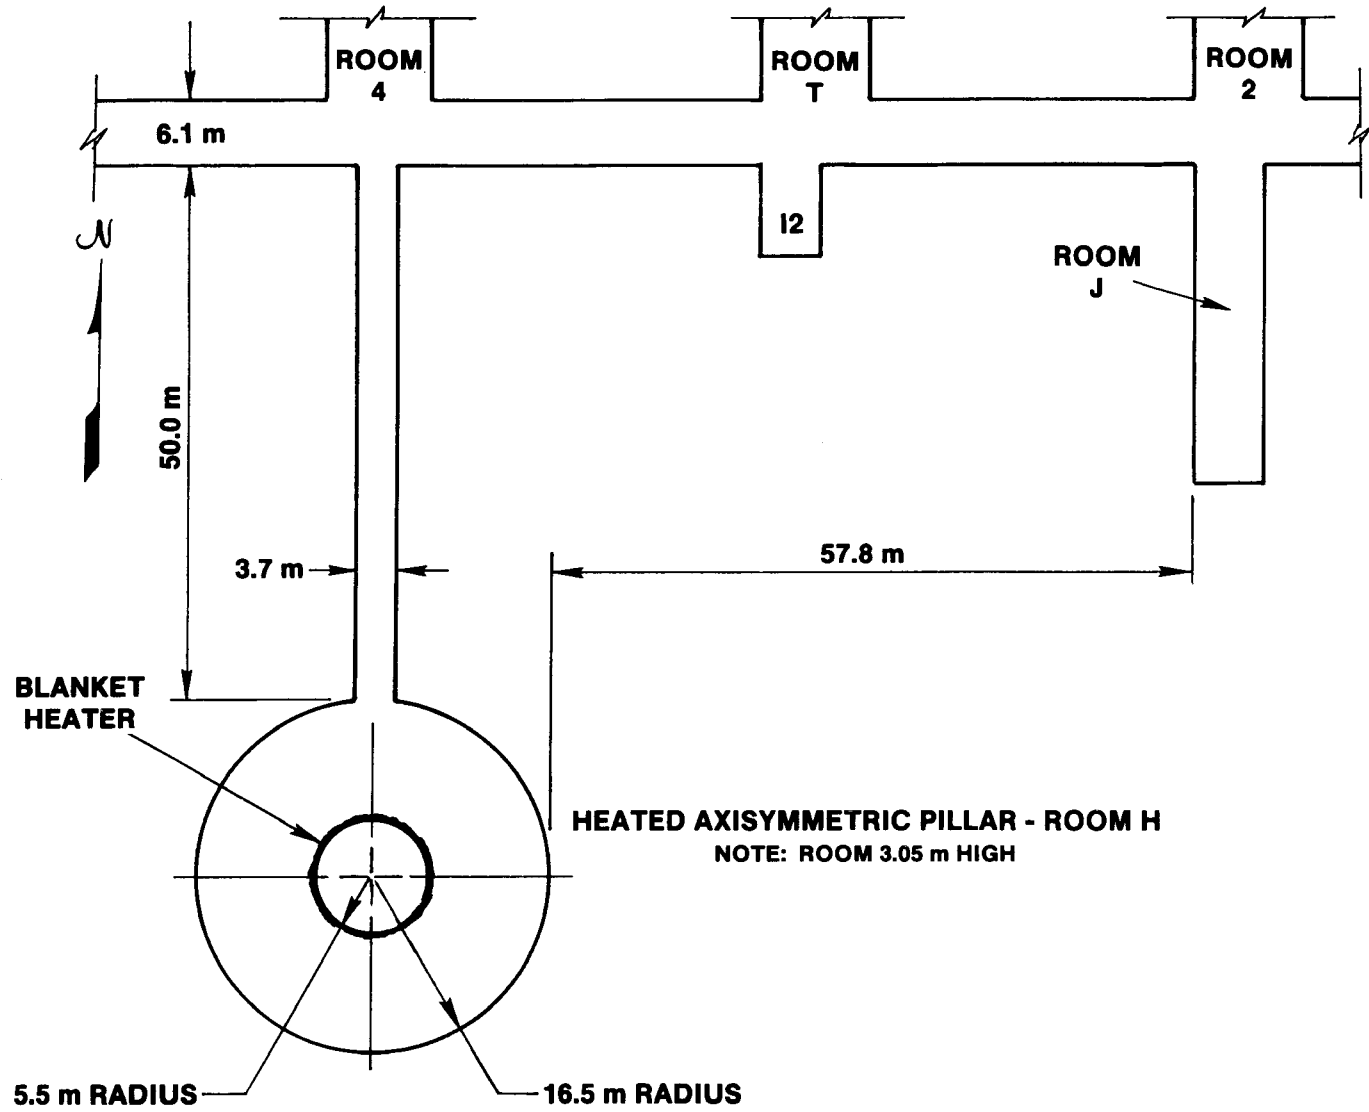 ROOM
4
ROOM
T
ROOM
2
6.1 m
N
I2
ROOM
J
50.0 m
3.7 m
57.8 m
BLANKET
HEATER
HEATED AXISYMMETRIC PILLAR - ROOM H
NOTE: ROOM 3.05 m HIGH
5.5 m RADIUS
16.5 m RADIUS